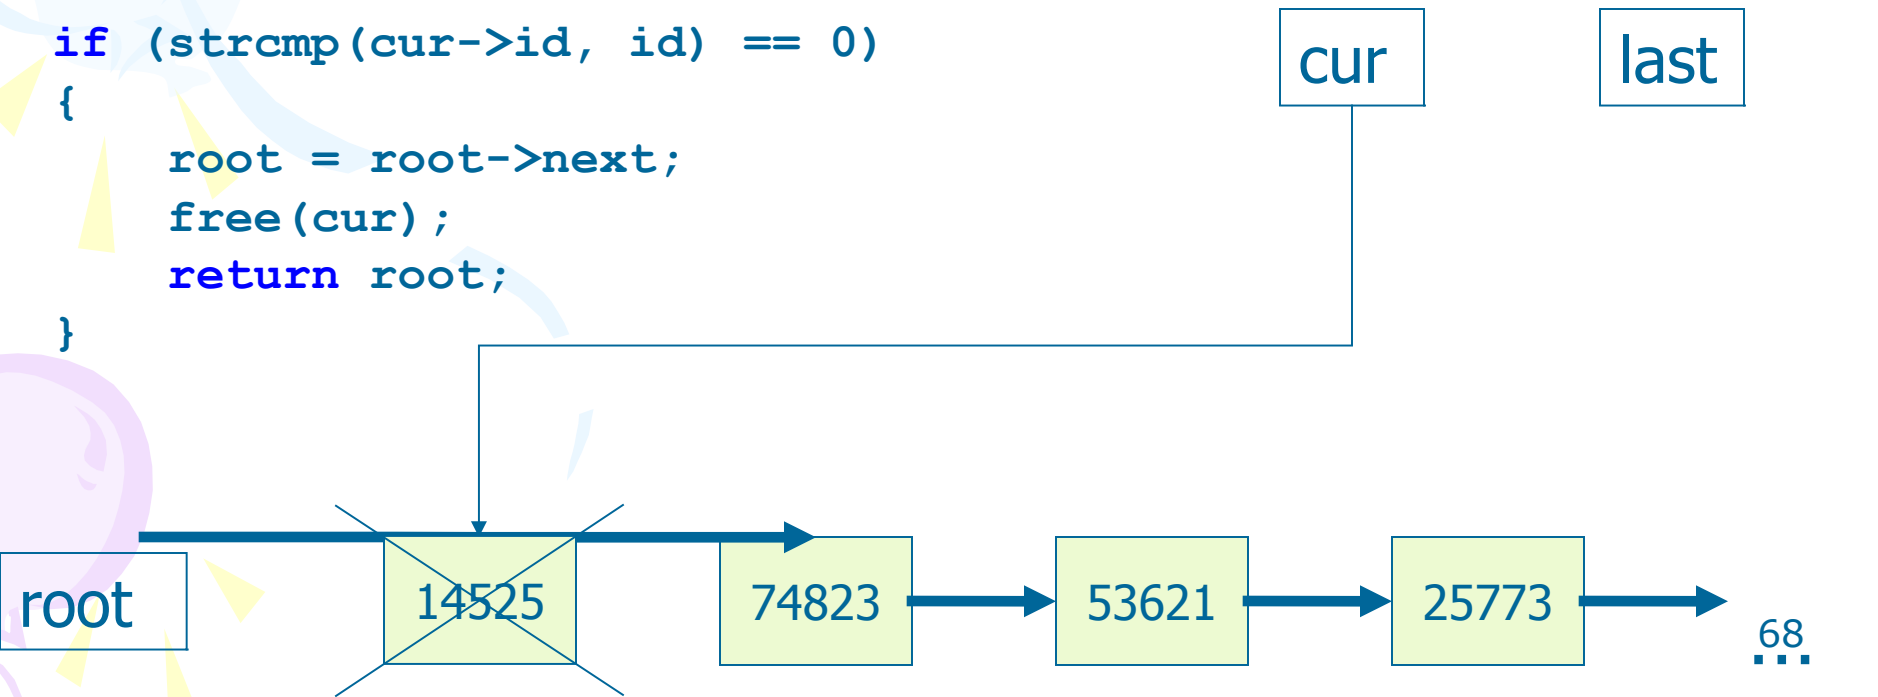 if (strcmp(cur->id, id) == 0)
{
    root = root->next;
    free(cur);
    return root;
}
cur
last
root
14525
74823
53621
25773
...
68